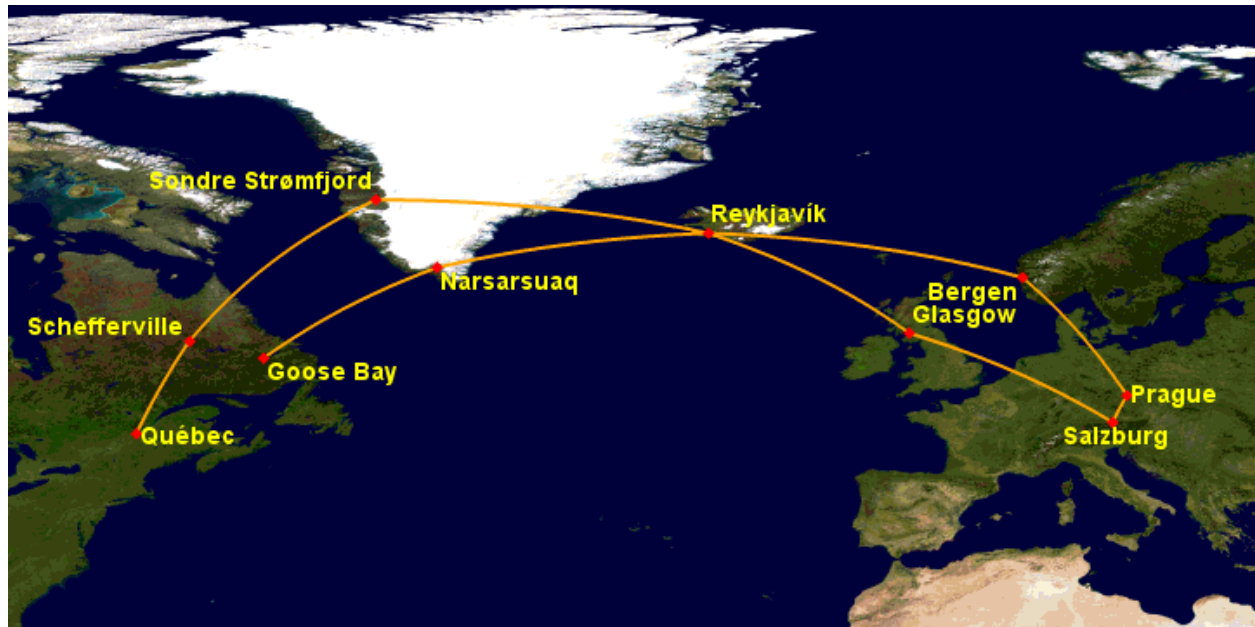 Sondre Strømfjord
Reykjavík
Narsarsuaq
Bergen
Glasgow
Schefferville
Goose Bay
Prague
Québec
Salzburg